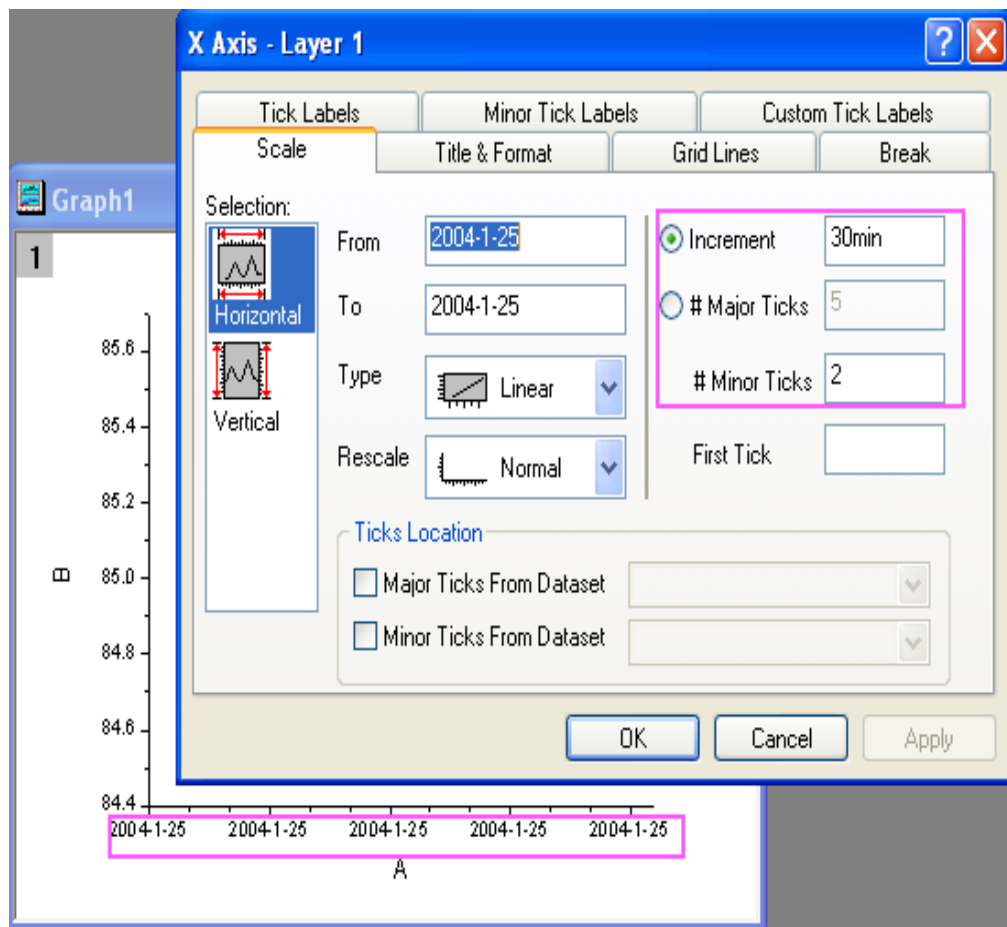 X Axis - Layer 1
Tick Labels Minor Tick Labels Custom Tick Labels
Scale Title & Format Grid Lines Break
Graph1
1
Selection:
Horizontal
Vertical
From 2004-1-25
To 2004-1-25
Type Linear
Rescale Normal
Increment 30min
# Major Ticks 5
# Minor Ticks 2
First Tick
Ticks Location
Major Ticks From Dataset
Minor Ticks From Dataset
OK Cancel Apply
85.6
85.4
85.2
85.0
84.8
84.6
84.4
B
2004-1-25 2004-1-25 2004-1-25 2004-1-25 2004-1-25
A